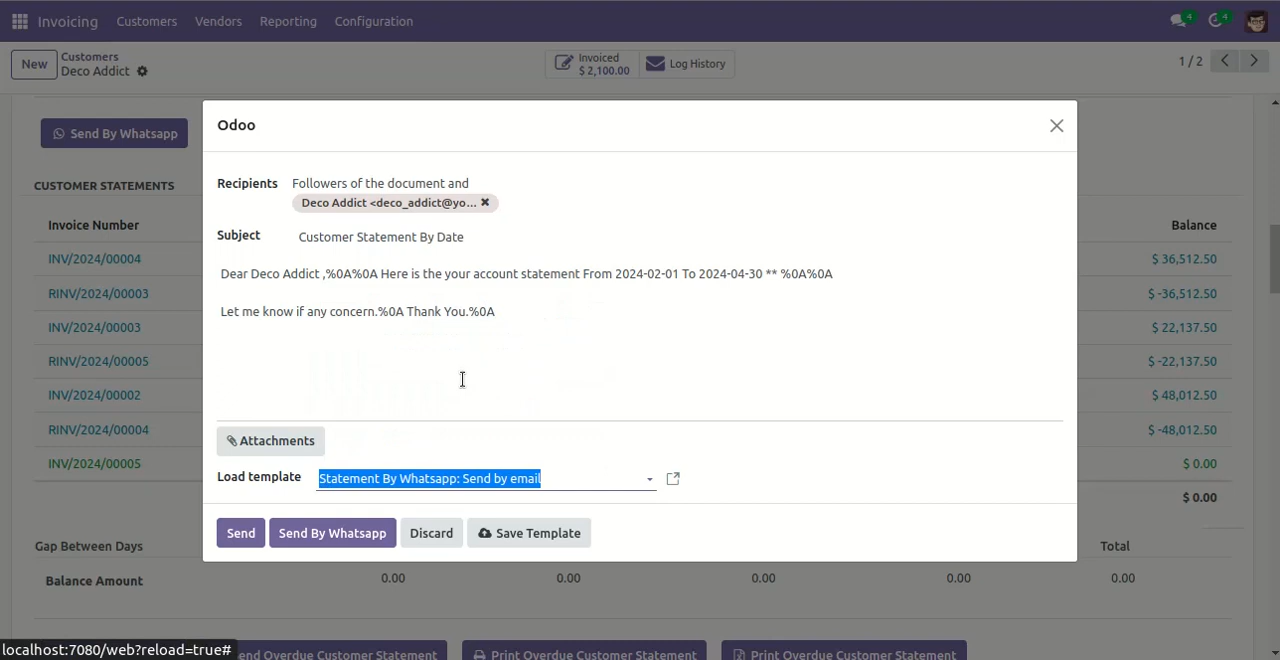 Invoicing Customers Vendors Reporting Configuration 4 4
New Customers Invoiced Log History 1 / 2
Deco Addict $ 2,100.00
Send By Whatsapp
Odoo
CUSTOMER STATEMENTS
Recipients Followers of the document and
Deco Addict <deco_addict@yo...
Invoice Number Balance
Subject Customer Statement By Date
INV/2024/00004 $ 36,512.50
Dear Deco Addict ,%0A%0A Here is the your account statement From 2024-02-01 To 2024-04-30 ** %0A%0A
RINV/2024/00003 $ -36,512.50
Let me know if any concern.%0A Thank You.%0A
INV/2024/00003 $ 22,137.50
RINV/2024/00005 $ -22,137.50
INV/2024/00002 $ 48,012.50
RINV/2024/00004 $ -48,012.50
Attachments
INV/2024/00005 $ 0.00
Load template Statement By Whatsapp: Send by email
$ 0.00
Send Send By Whatsapp Discard Save Template
Gap Between Days Total
Balance Amount 0.00 0.00 0.00 0.00 0.00
localhost:7080/web?reload=true# end Overdue Customer Statement Print Overdue Customer Statement Print Overdue Customer Statement